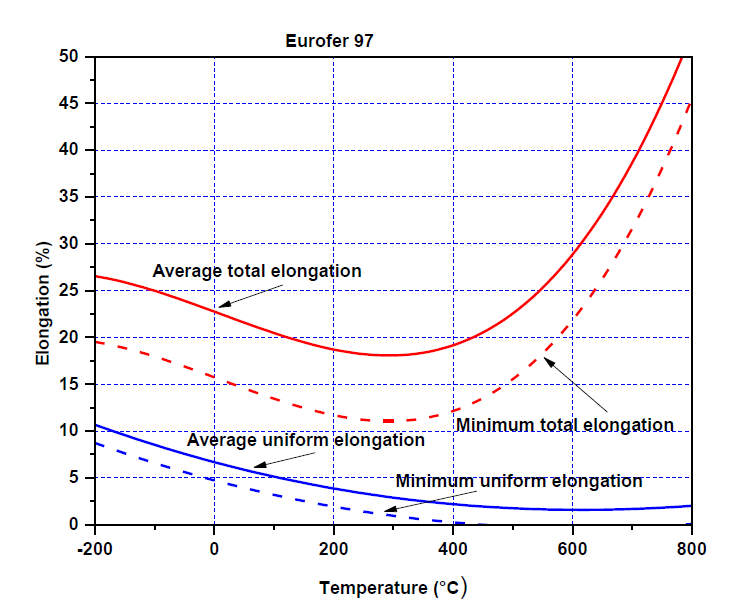 Eurofer 97
50
45
40
35
30
25
20
15
10
5
0
Elongation (%)
Average total elongation
Minimum total elongation
Average uniform elongation
Minimum uniform elongation
-200 0 200 400 600 800
Temperature (°C)